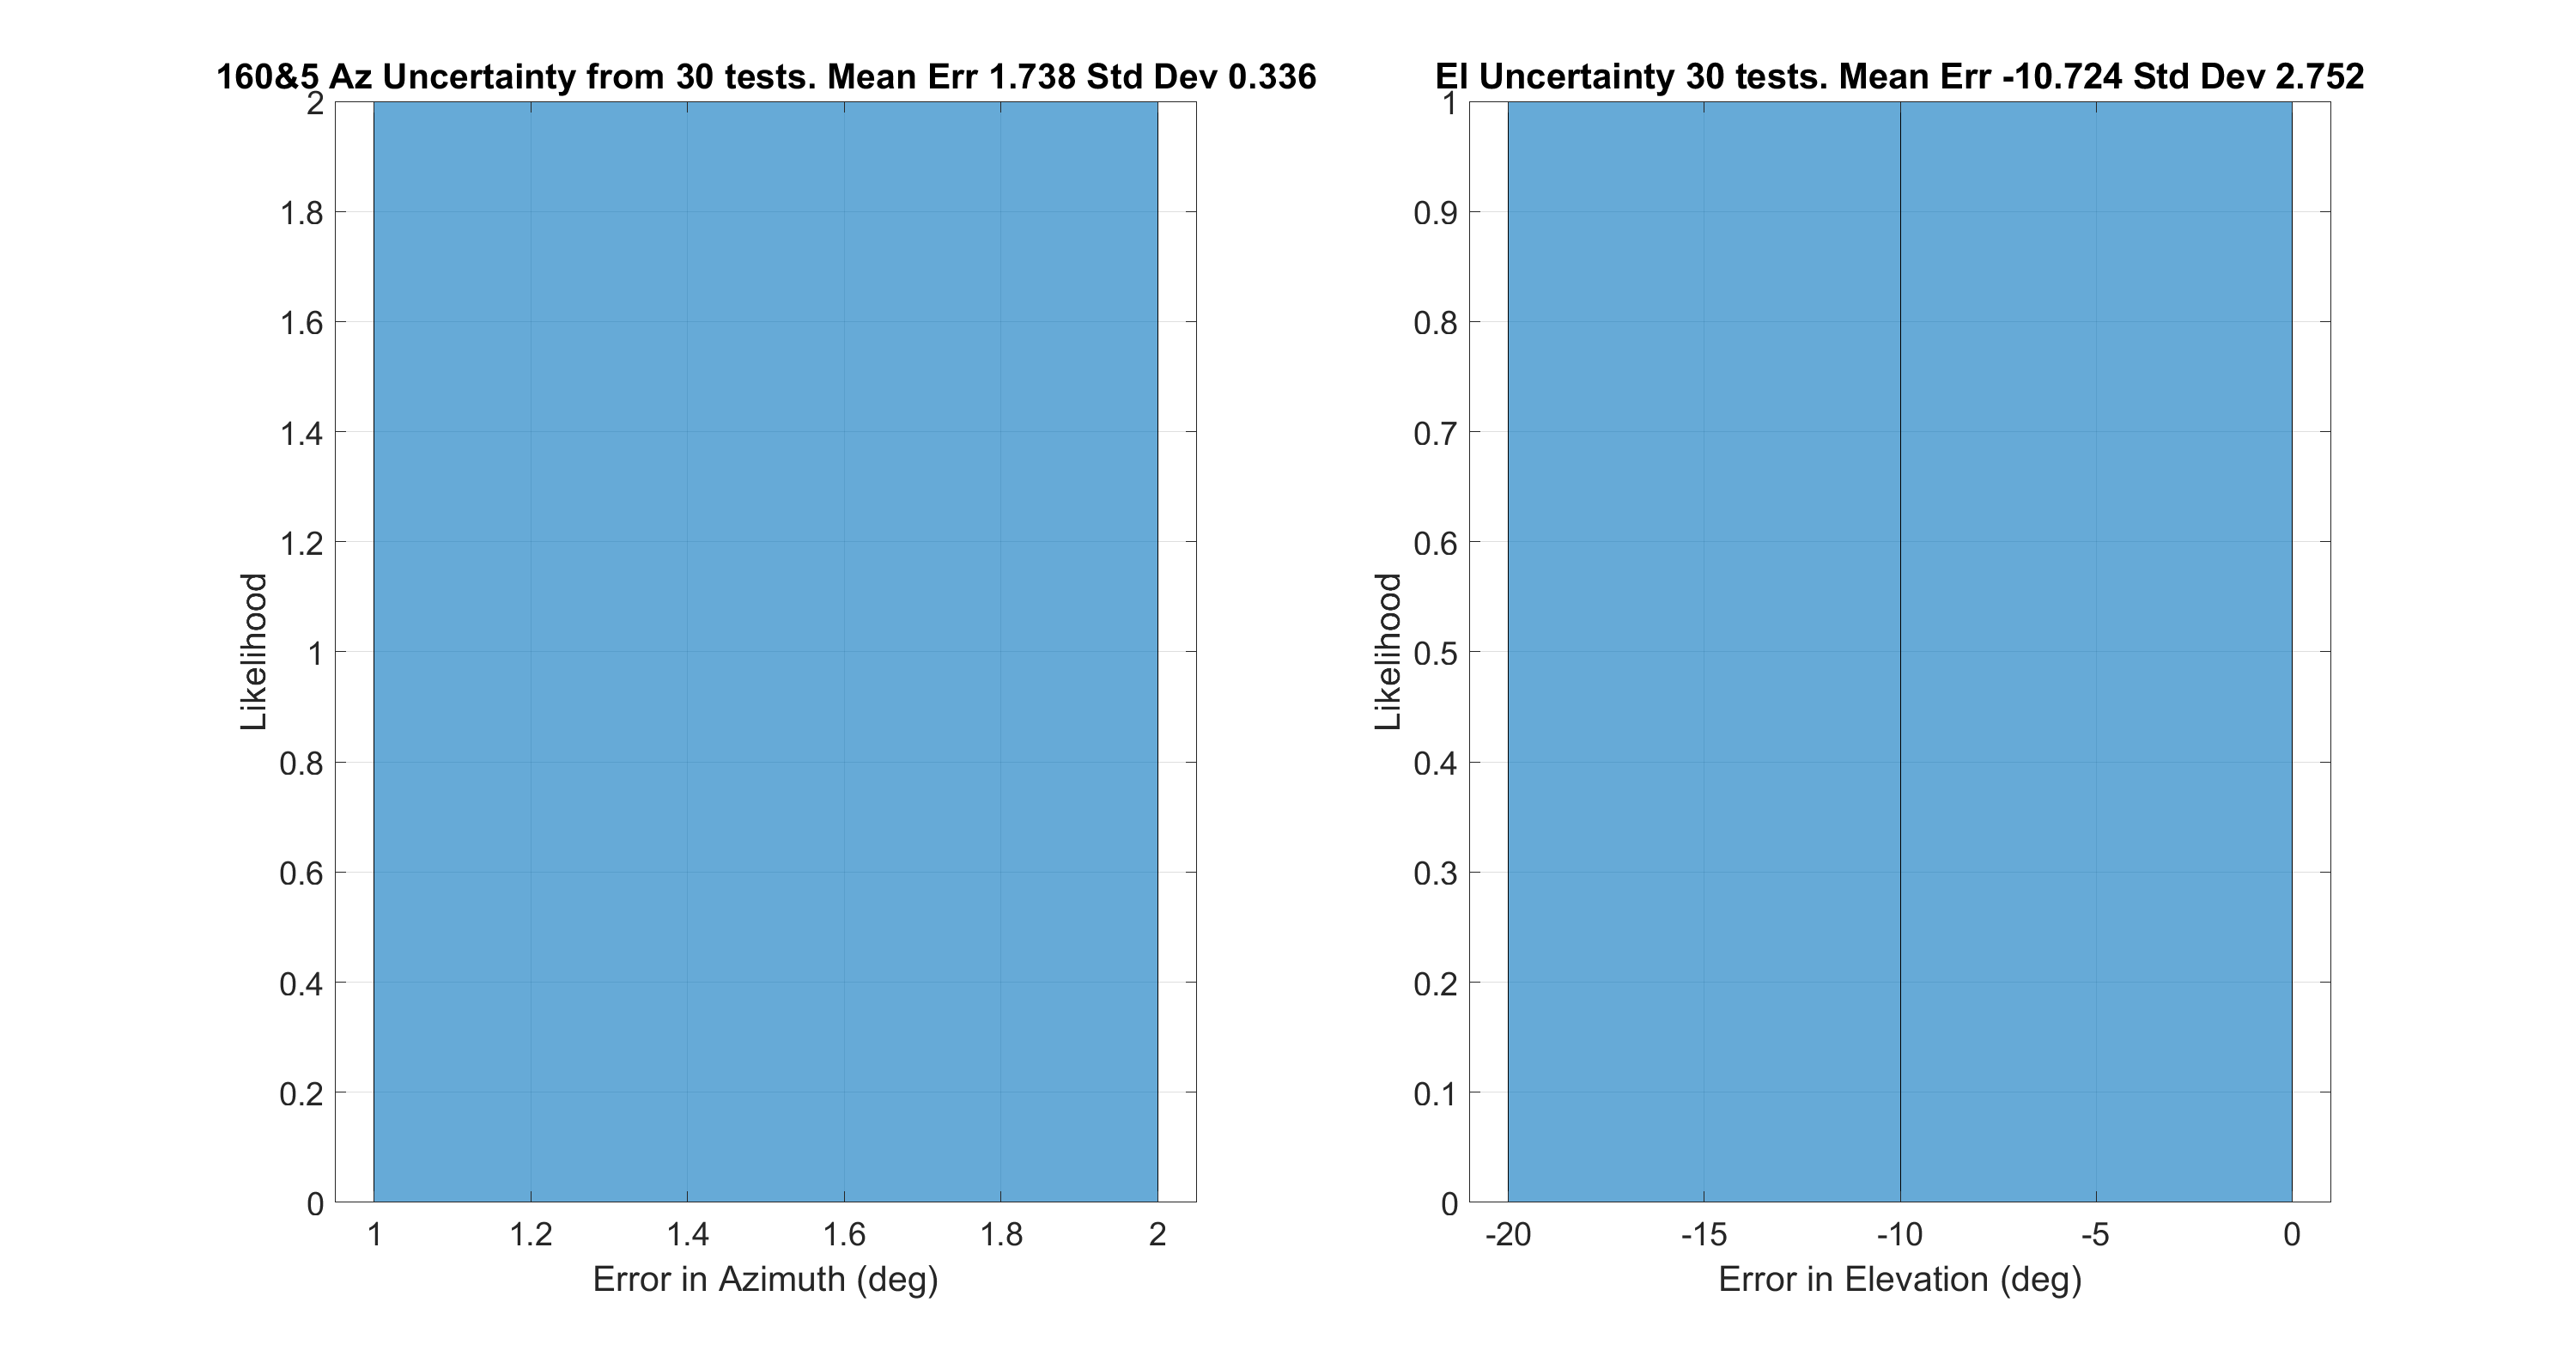 160&5 Az Uncertainty from 30 tests. Mean Err 1.738 Std Dev 0.336
2
1.8
1.6
1.4
1.2
1
0.8
0.6
0.4
0.2
0
Likelihood
1 1.2 1.4 1.6 1.8 2
Error in Azimuth (deg)
El Uncertainty 30 tests. Mean Err -10.724 Std Dev 2.752
1
0.9
0.8
0.7
0.6
0.5
0.4
0.3
0.2
0.1
0
Likelihood
-20 -15 -10 -5 0
Error in Elevation (deg)